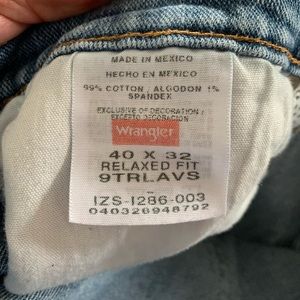 MADE IN MEXICO
HECHO EN MEXICO
99% COTTON / ALGODON 1%
SPANDEX
EXCLUSIVE OF DECORATION /
EXCEPTO DECORACION
Wrangler
40 X 32
RELAXED FIT
9TRLAVS
-
IZS-I286-003
040326948792